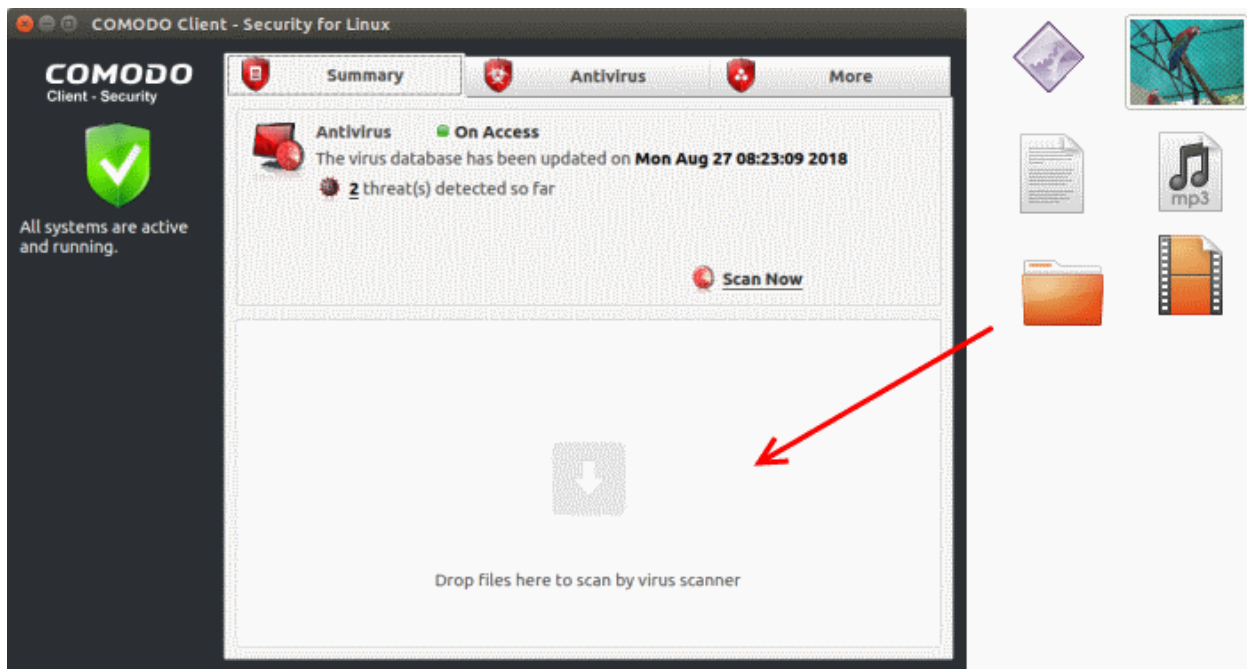 COMODO Client - Security for Linux
COMODO
Client - Security
All systems are active
and running.
Summary
Antivirus
More
Antivirus On Access
The virus database has been updated on Mon Aug 27 08:23:09 2018
2 threat(s) detected so far
Scan Now
Drop files here to scan by virus scanner
mp3